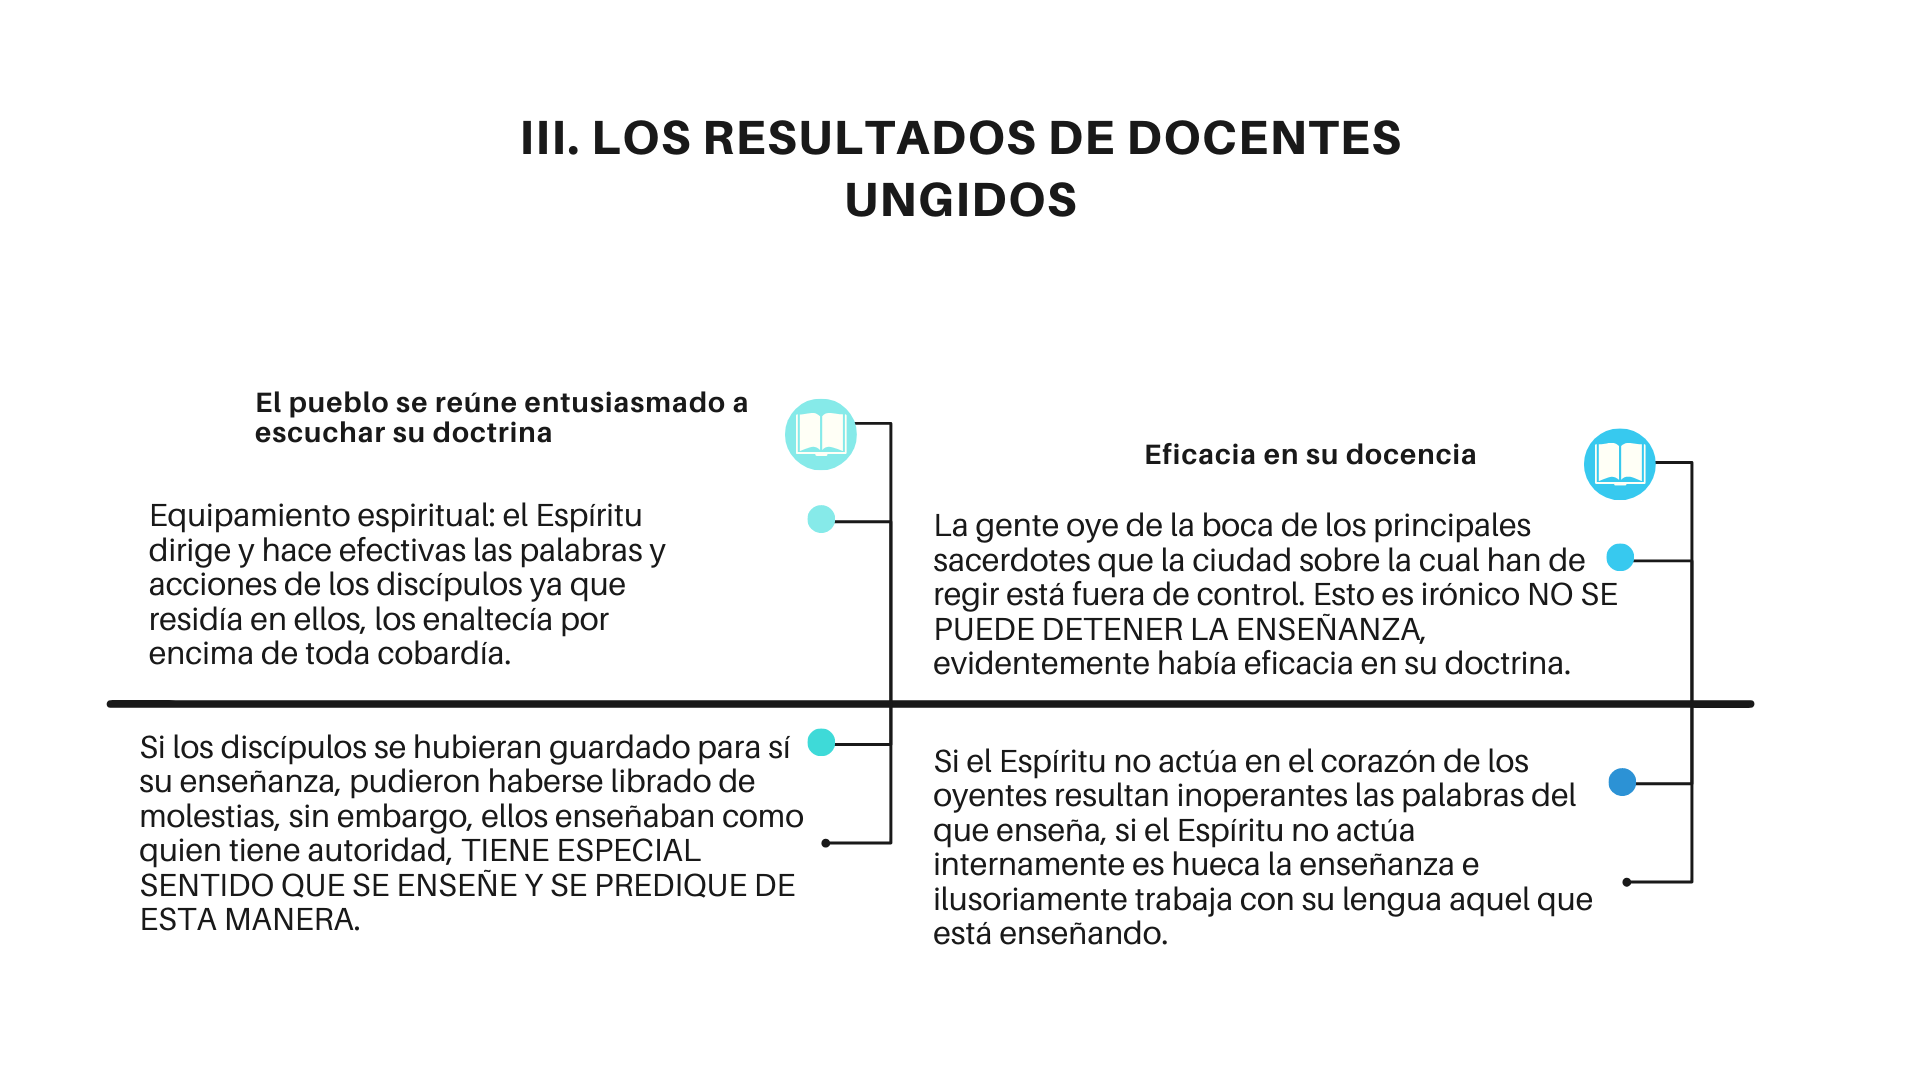 III. LOS RESULTADOS DE DOCENTES
UNGIDOS
El pueblo se reúne entusiasmado a
escuchar su doctrina
Equipamiento espiritual: el Espíritu
dirige y hace efectivas las palabras y
acciones de los discípulos ya que
residía en ellos, los enaltecía por
encima de toda cobardía.
Si los discípulos se hubieran guardado para sí
su enseñanza, pudieron haberse librado de
molestias, sin embargo, ellos enseñaban como
quien tiene autoridad, TIENE ESPECIAL
SENTIDO QUE SE ENSEÑE Y SE PREDIQUE DE
ESTA MANERA.
Eficacia en su docencia
La gente oye de la boca de los principales
sacerdotes que la ciudad sobre la cual han de
regir está fuera de control. Esto es irónico NO SE
PUEDE DETENER LA ENSEÑANZA,
evidentemente había eficacia en su doctrina.
Si el Espíritu no actúa en el corazón de los
oyentes resultan inoperantes las palabras del
que enseña, si el Espíritu no actúa
internamente es hueca la enseñanza e
ilusoriamente trabaja con su lengua aquel que
está enseñando.